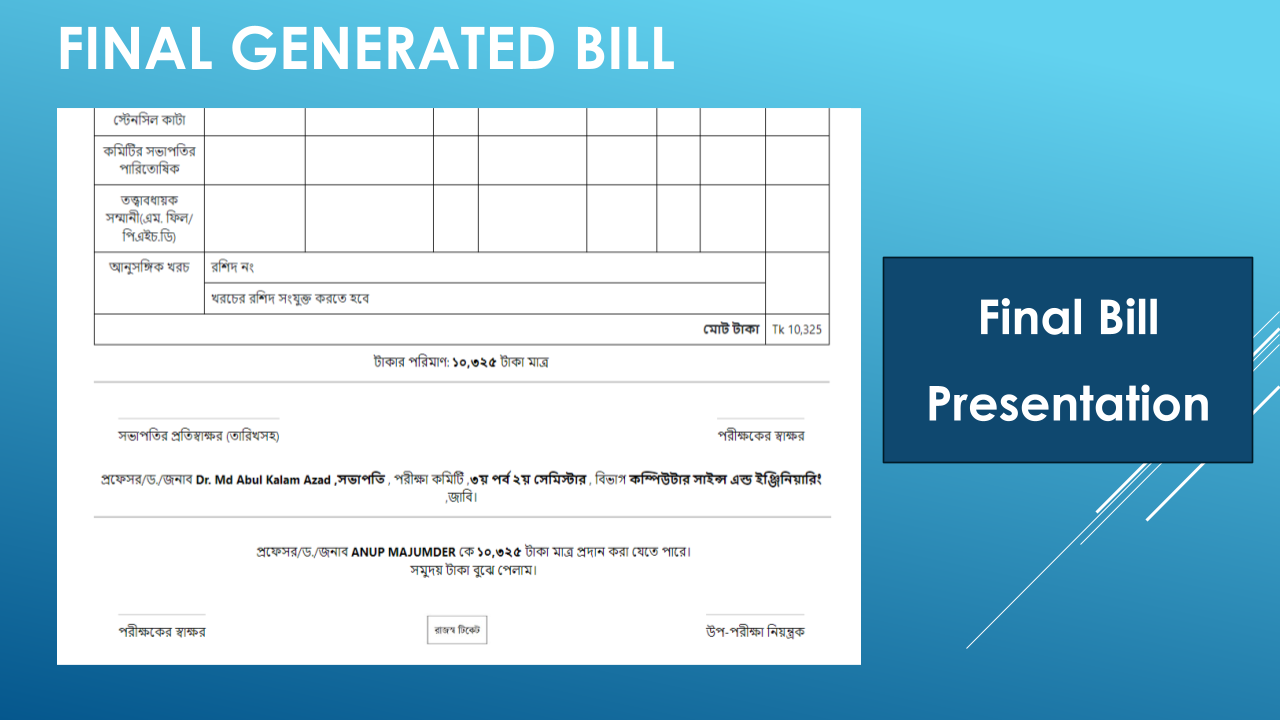 FINAL GENERATED BILL
স্টেনসিল কাটা
কমিটির সভাপতির
পারিতোষিক
তত্ত্বাবধায়ক
সম্মানী(এম. ফিল/
পিএইচ.ডি)
আনুসঙ্গিক খরচ
রশিদ নং
খরচের রশিদ সংযুক্ত করতে হবে
মোট টাকা Tk 10,325
টাকার পরিমাণ: ১০,৩২৫ টাকা মাত্র
সভাপতির প্রতিস্বাক্ষর (তারিখসহ) পরীক্ষকের স্বাক্ষর
প্রফেসর/ড./জনাব Dr. Md Abul Kalam Azad ,সভাপতি , পরীক্ষা কমিটি ,৩য় পর্ব ২য় সেমিস্টার , বিভাগ কম্পিউটার সাইন্স এন্ড ইঞ্জিনিয়ারিং
,জাবি।
প্রফেসর/ড./জনাব ANUP MAJUMDER কে ১০,৩২৫ টাকা মাত্র প্রদান করা যেতে পারে।
সমুদয় টাকা বুঝে পেলাম।
পরীক্ষকের স্বাক্ষর রাজস্ব টিকেট উপ-পরীক্ষা নিয়ন্ত্রক
Final Bill
Presentation